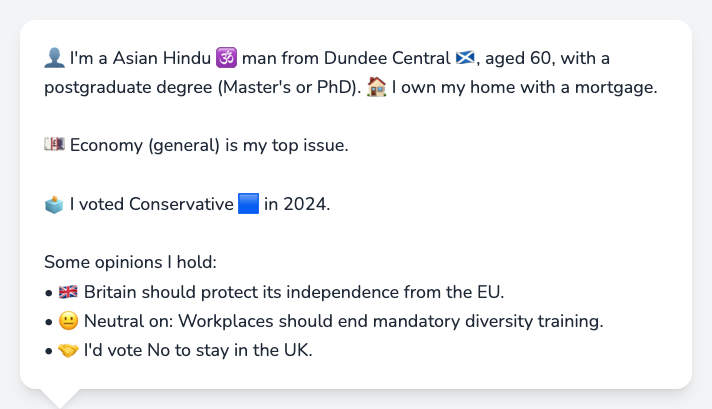 👤 I'm a Asian Hindu 🕉️ man from Dundee Central 🏴󠁧󠁢󠁳󠁣󠁴󠁿, aged 60, with a
postgraduate degree (Master's or PhD). 🏠 I own my home with a mortgage.
💷 Economy (general) is my top issue.
🗳️ I voted Conservative 🟦 in 2024.
Some opinions I hold:
• 🇬🇧 Britain should protect its independence from the EU.
• 😐 Neutral on: Workplaces should end mandatory diversity training.
• 🤝 I'd vote No to stay in the UK.